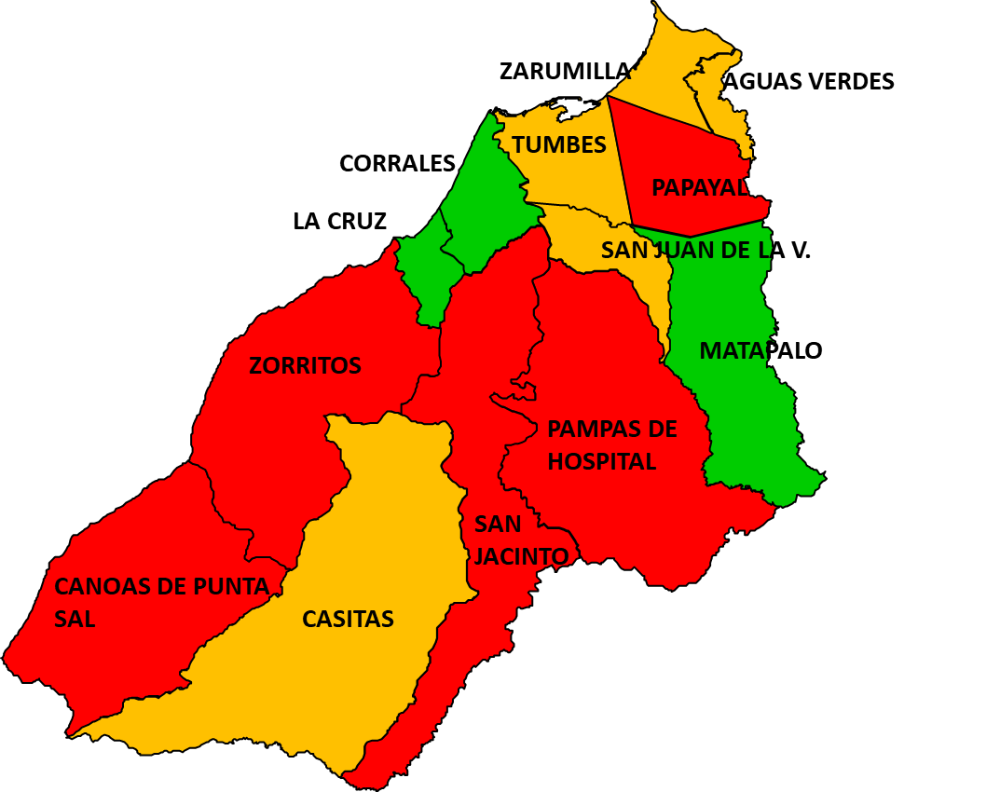 ZARUMILLA
AGUAS VERDES
TUMBES
CORRALES
PAPAYAL
LA CRUZ
SAN JUAN DE LA V.
MATAPALO
ZORRITOS
PAMPAS DE
HOSPITAL
SAN
JACINTO
CANOAS DE PUNTA
SAL
CASITAS